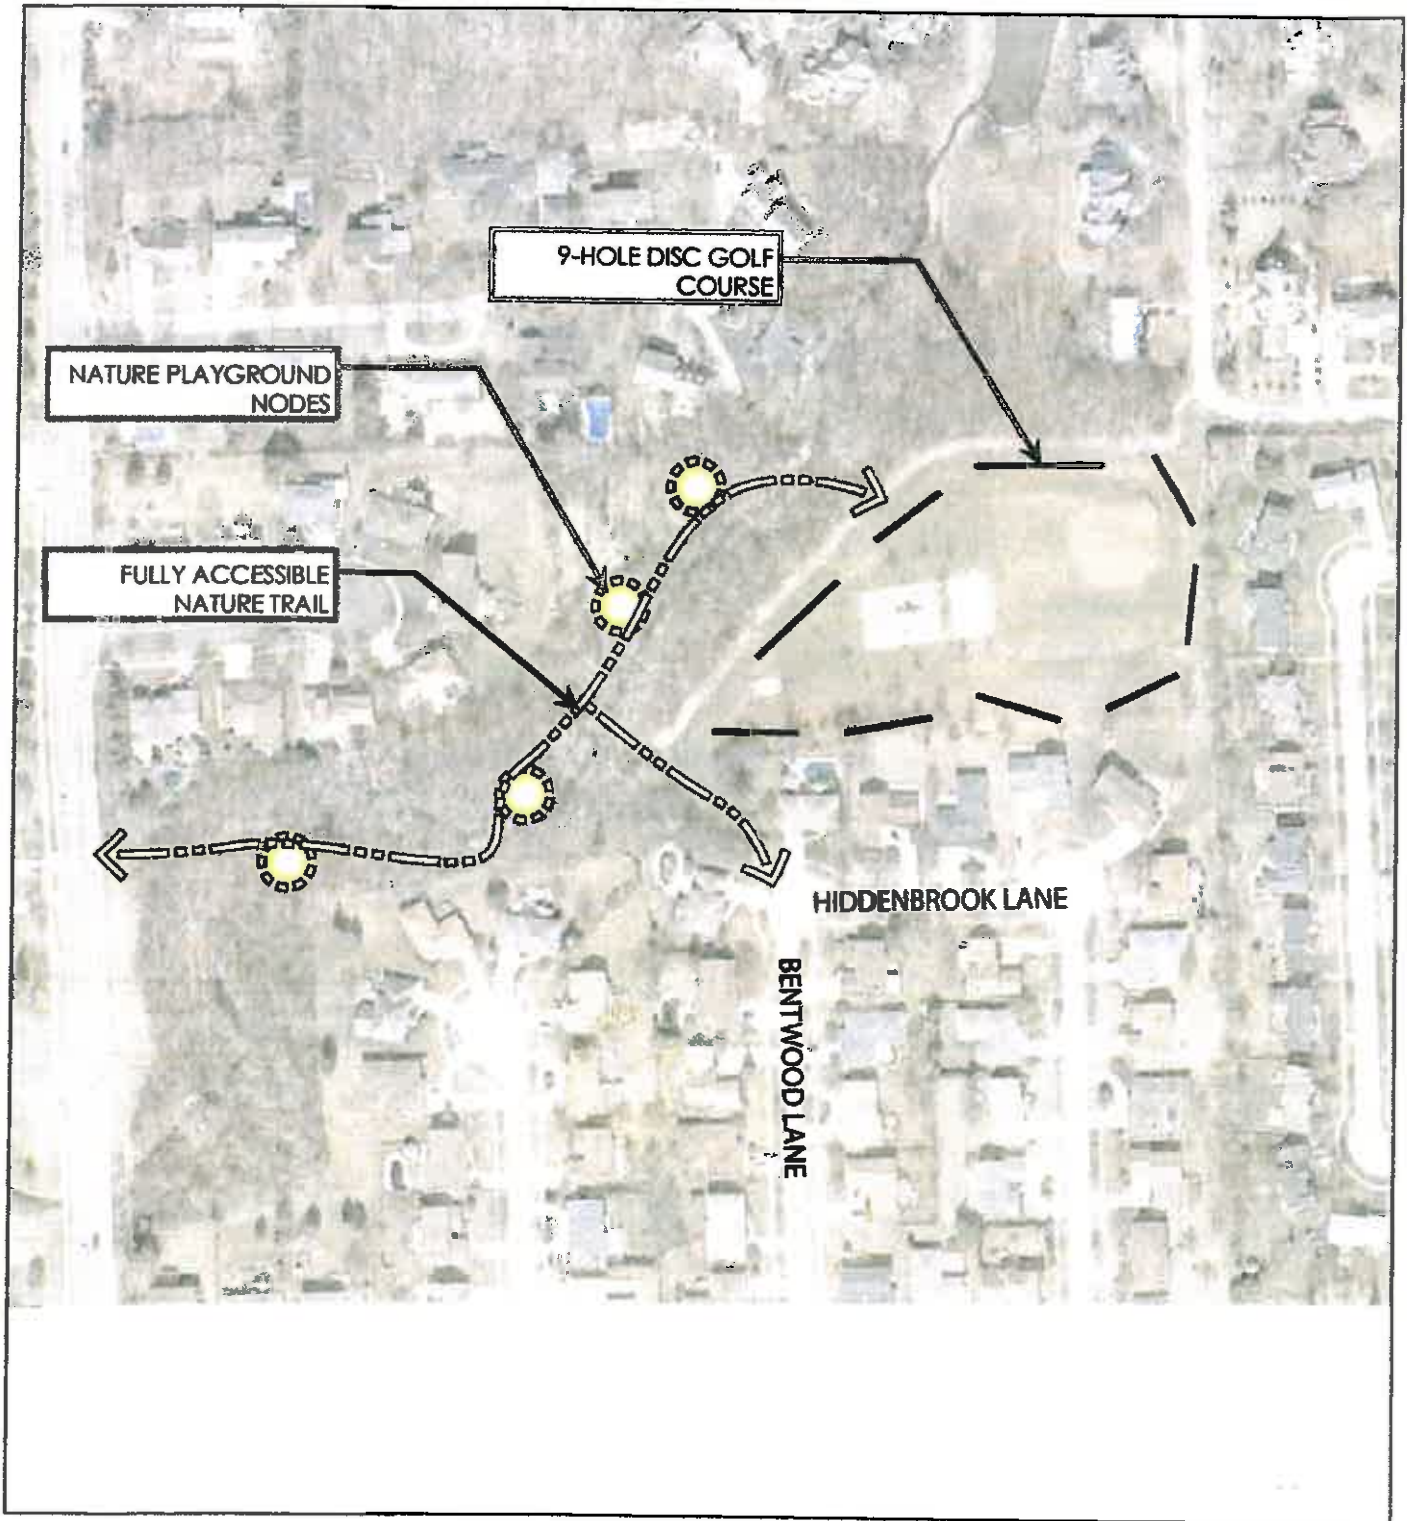 9-HOLE DISC GOLF
COURSE
NATURE PLAYGROUND
NODES
FULLY ACCESSIBLE
NATURE TRAIL
HIDDENBROOK LANE
BENTWOOD LANE